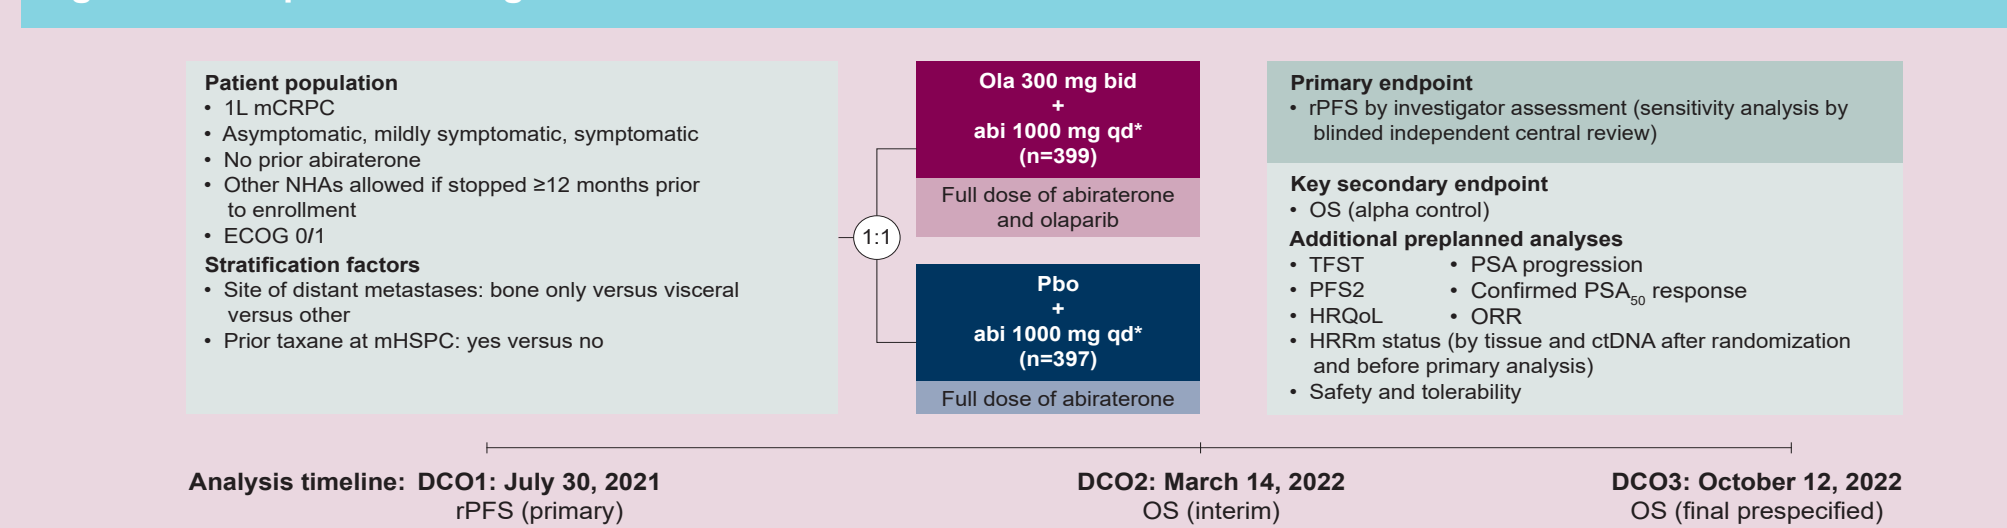 Patient population
• 1L mCRPC
• Asymptomatic, mildly symptomatic, symptomatic
• No prior abiraterone
• Other NHAs allowed if stopped ≥12 months prior
to enrollment
• ECOG 0/1
Stratification factors
• Site of distant metastases: bone only versus visceral
versus other
• Prior taxane at mHSPC: yes versus no
1:1
Ola 300 mg bid
+
abi 1000 mg qd*
(n=399)
Full dose of abiraterone
and olaparib
Pbo
+
abi 1000 mg qd*
(n=397)
Full dose of abiraterone
Primary endpoint
• rPFS by investigator assessment (sensitivity analysis by
blinded independent central review)
Key secondary endpoint
• OS (alpha control)
Additional preplanned analyses
• TFST • PSA progression
• PFS2 • Confirmed PSA50 response
• HRQoL • ORR
• HRRm status (by tissue and ctDNA after randomization
and before primary analysis)
• Safety and tolerability
Analysis timeline: DCO1: July 30, 2021
rPFS (primary)
DCO2: March 14, 2022
OS (interim)
DCO3: October 12, 2022
OS (final prespecified)